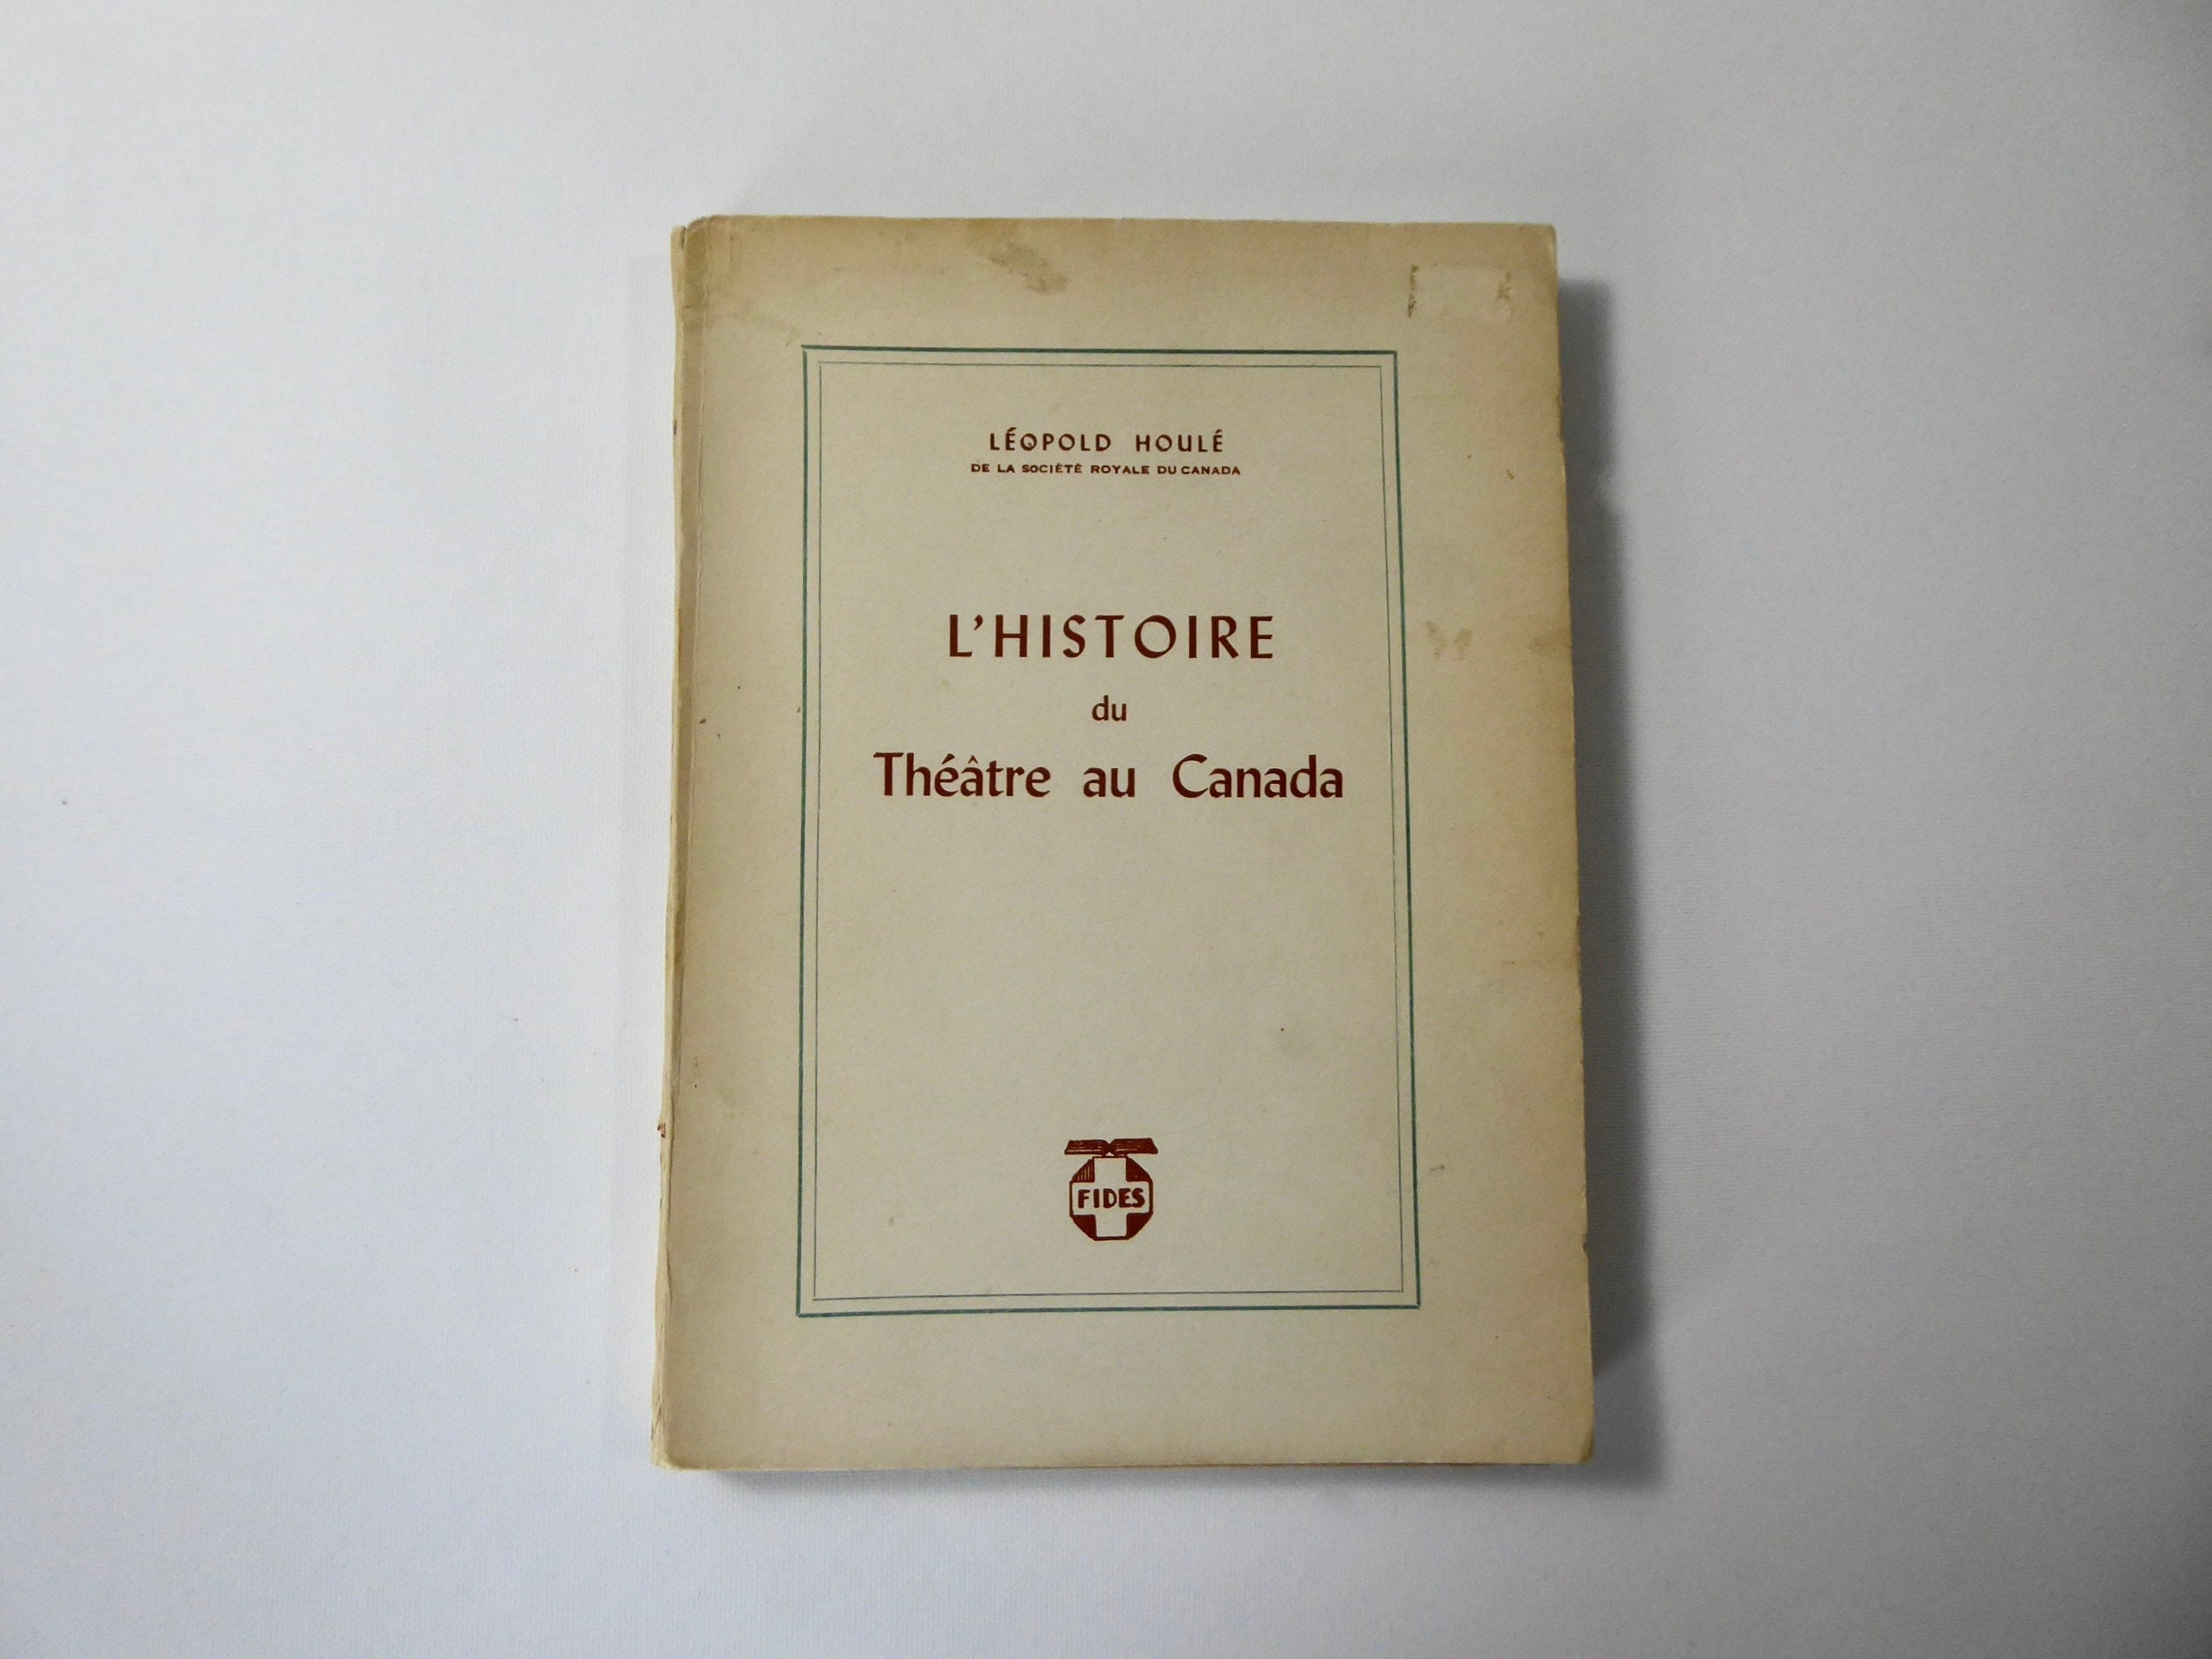 LÉOPOLD HOULÉ
DE LA SOCIÉTÉ ROYALE DU CANADA
L'HISTOIRE
du
Théâtre au Canada
FIDES